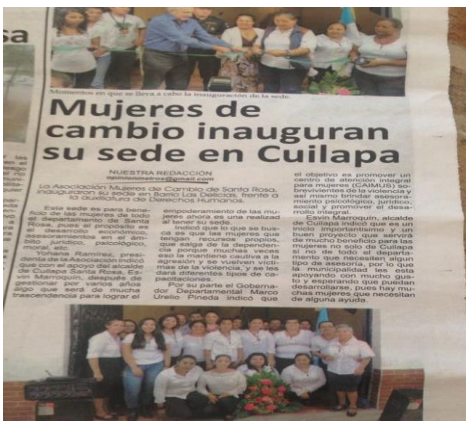 Momentos en que se lleva a cabo la inauguración de la sede.
Mujeres de
cambio inauguran
su sede en Cuilapa
NUESTRA REDACCIÓN
La Asociación Mujeres de Cambio de Santa Rosa,
inauguraron su sede en Barrio Las Delicias, frente a
la auxiliatura de Derechos Humanos.
Esta sede es para bene-
ficio de las mujeres de todo
el departamento de Santa
Rosa, pues el propósito es
el desarrollo económico,
empoderamientos en el ám-
bito jurídico, psicológico,
moral, etc.
Yohana Ramírez, presi-
denta de la Asociación indicó
que con el apoyo del alcalde
de Cuilapa Santa Rosa, Es-
vin Marroquín, después de
gestionar por varios años
algo que será de mucha
trascendencia para lograr el
empoderamiento de las
mujeres ahora es una realidad
al tener la sede.
Indicó que lo que se bus-
ca es que las mujeres que
tengan recursos propios,
que salga de la dependen-
cia porque muchas veces
eso la mantiene cautiva a la
agresión y se vuelven vícti-
mas de la violencia, y se les
dará diferentes tipos de ca-
pacitaciones.
Por su parte el Goberna-
dor Departamental Marco
Urelio Pineda indicó que
el objetivo es promover un
centro de atención integral
para mujeres (CAIMUS) so-
brevivientes de la violencia y
así mismo brindar asesora-
miento psicológico, jurídico,
social y promover el desa-
rrollo integral.
Esvin Marroquín, alcalde
de Cuilapa indicó que es un
inicio importantísimo y un
buen proyecto que servirá
de mucho beneficio para las
mujeres no solo de Cuilapa
si no de todo el departa-
mento que necesiten algún
tipo de asesoría, por lo que
la municipalidad les está
apoyando con mucho gus-
to y esperando que puedan
desarrollarse, pues hay mu-
chas mujeres que necesitan
de alguna ayuda.